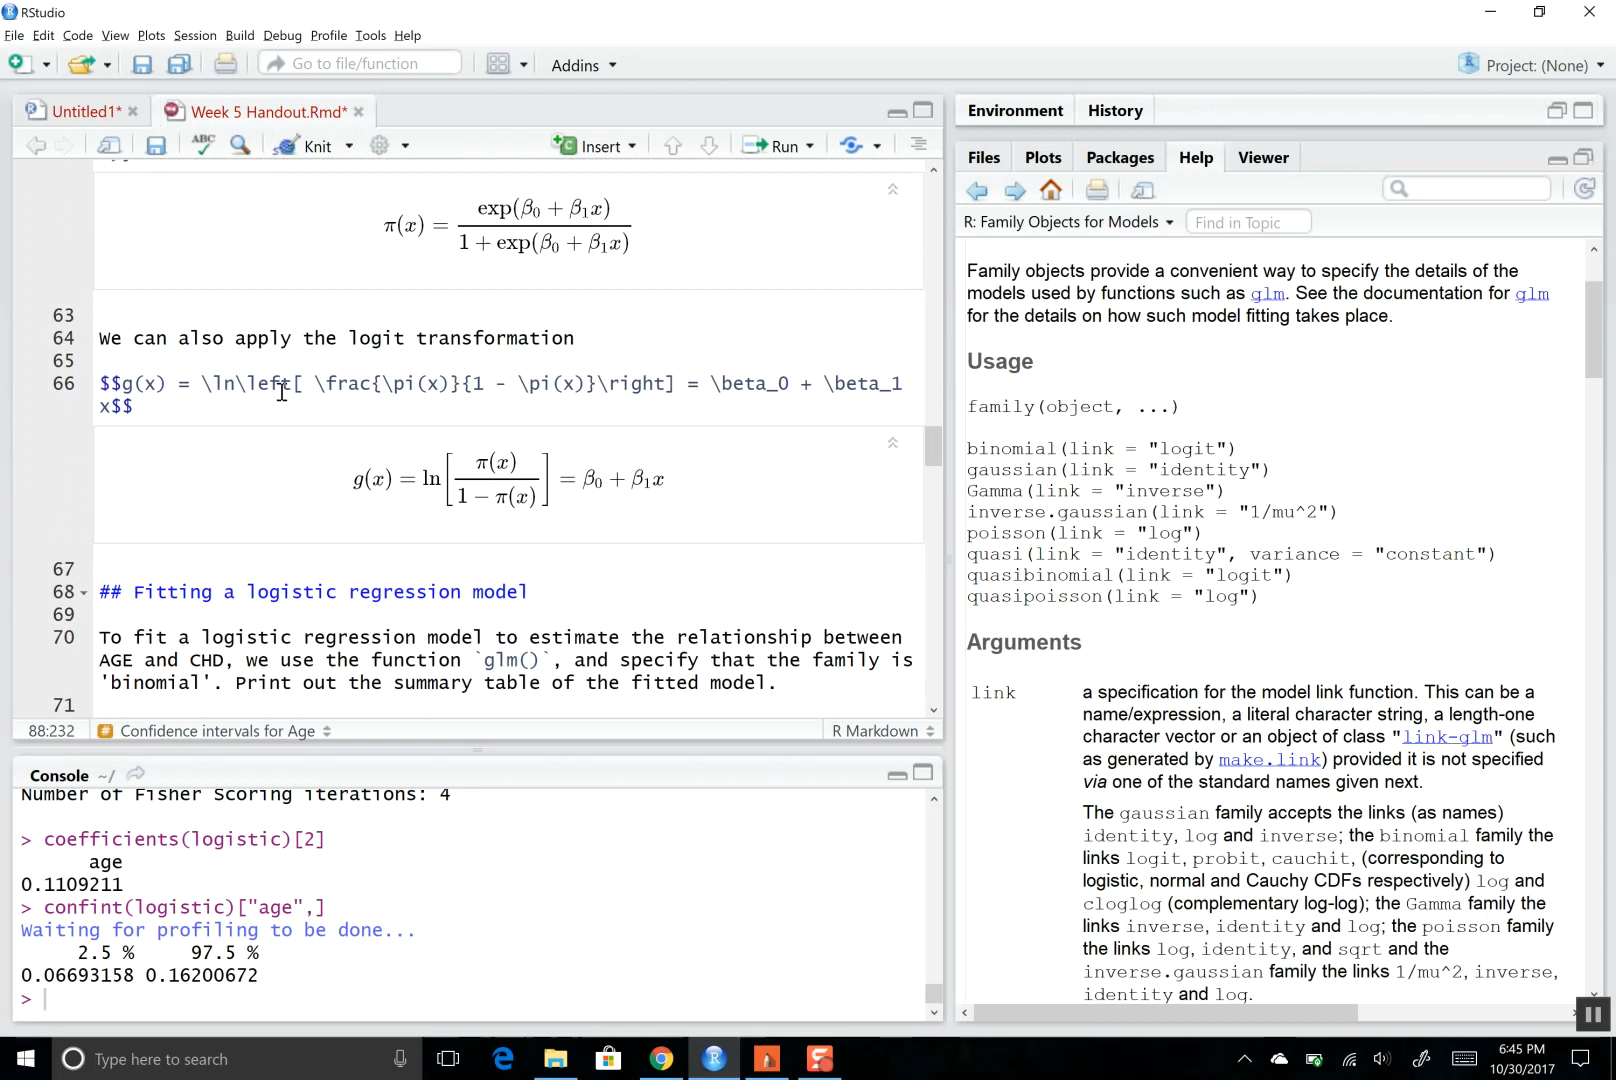 RStudio
File Edit Code View Plots Session Build Debug Profile Tools Help
Go to file/function
Addins
Project: (None)
Untitled1*
Week 5 Handout.Rmd*
ABC
Knit
Insert
Run
π(x) = exp(β0 + β1x) / 1 + exp(β0 + β1x)
63
64 We can also apply the logit transformation
65
66 $$g(x) = \ln\left[ \frac{\pi(x)}{1 - \pi(x)}\right] = \beta_0 + \beta_1
x$$
g(x) = ln[π(x) / 1 − π(x)] = β0 + β1x
67
68 ## Fitting a logistic regression model
69
70 To fit a logistic regression model to estimate the relationship between
AGE and CHD, we use the function `glm()`, and specify that the family is
'binomial'. Print out the summary table of the fitted model.
71
88:232 Confidence intervals for Age R Markdown
Console ~/
Number of Fisher Scoring iterations: 4
> coefficients(logistic)[2]
age
0.1109211
> confint(logistic)["age",]
Waiting for profiling to be done...
2.5 % 97.5 %
0.06693158 0.16200672
>
Environment History
Files Plots Packages Help Viewer
R: Family Objects for Models
Find in Topic
Family objects provide a convenient way to specify the details of the
models used by functions such as glm. See the documentation for glm
for the details on how such model fitting takes place.
Usage
family(object, ...)
binomial(link = "logit")
gaussian(link = "identity")
Gamma(link = "inverse")
inverse.gaussian(link = "1/mu^2")
poisson(link = "log")
quasi(link = "identity", variance = "constant")
quasibinomial(link = "logit")
quasipoisson(link = "log")
Arguments
link a specification for the model link function. This can be a
name/expression, a literal character string, a length-one
character vector or an object of class "link-glm" (such
as generated by make.link) provided it is not specified
via one of the standard names given next.
The gaussian family accepts the links (as names)
identity, log and inverse; the binomial family the
links logit, probit, cauchit, (corresponding to
logistic, normal and Cauchy CDFs respectively) log and
cloglog (complementary log-log); the Gamma family the
links inverse, identity and log; the poisson family
the links log, identity, and sqrt and the
inverse.gaussian family the links 1/mu^2, inverse,
identity and log.
Type here to search
6:45 PM
10/30/2017